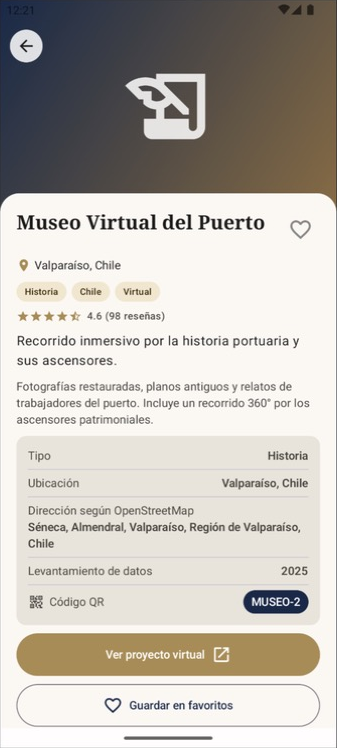 12:21
Museo Virtual del Puerto
Valparaíso, Chile
Historia Chile Virtual
4.6 (98 reseñas)
Recorrido inmersivo por la historia portuaria y
sus ascensores.
Fotografías restauradas, planos antiguos y relatos de
trabajadores del puerto. Incluye un recorrido 360° por los
ascensores patrimoniales.
Tipo Historia
Ubicación Valparaíso, Chile
Dirección según OpenStreetMap
Séneca, Almendral, Valparaíso, Región de Valparaíso,
Chile
Levantamiento de datos 2025
Código QR MUSEO-2
Ver proyecto virtual
Guardar en favoritos